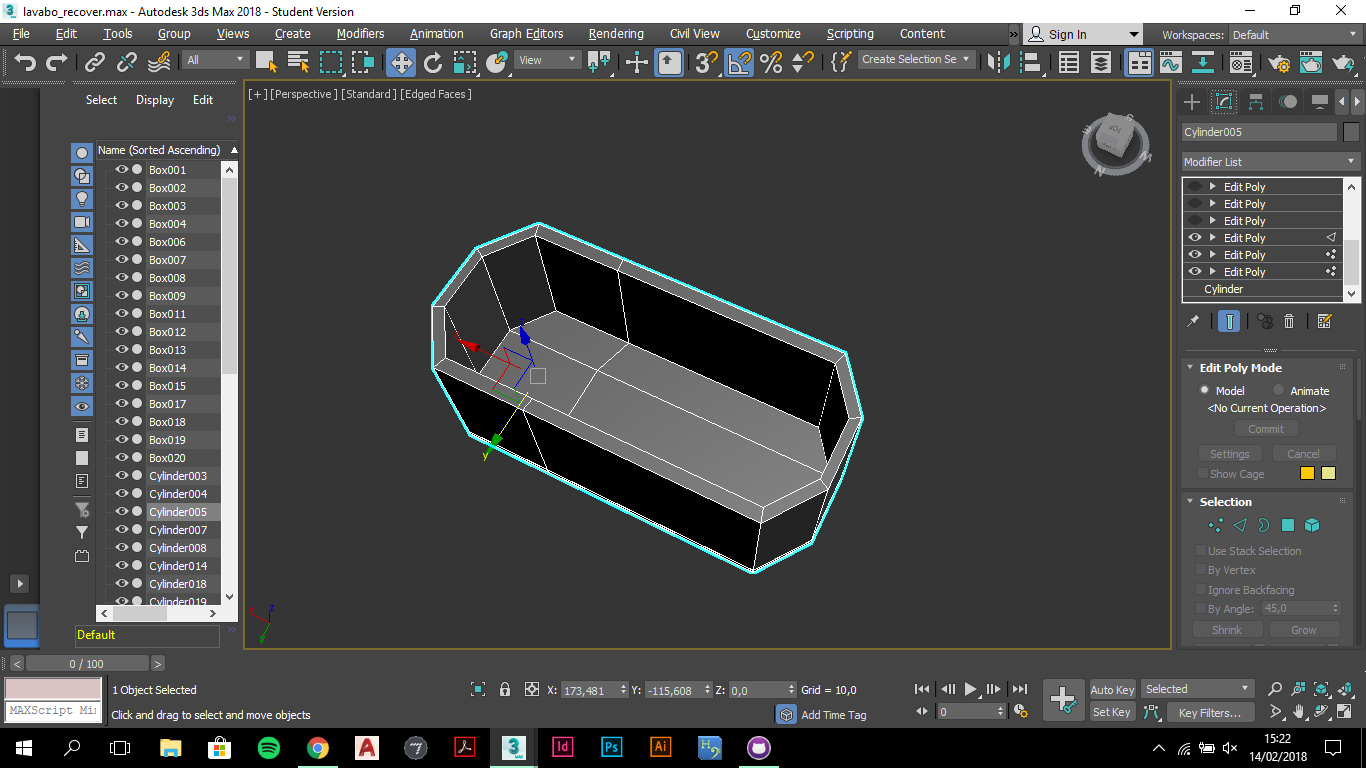 lavabo_recover.max - Autodesk 3ds Max 2018 - Student Version
File Edit Tools Group Views Create Modifiers Animation Graph Editors Rendering Civil View Customize Scripting Content » Sign In Workspaces: Default
All View Create Selection Se
Select Display Edit
[+] [Perspective] [Standard] [Edged Faces]
Name (Sorted Ascending)
Box001
Box002
Box003
Box004
Box006
Box007
Box008
Box009
Box011
Box012
Box013
Box014
Box015
Box017
Box018
Box019
Box020
Cylinder003
Cylinder004
Cylinder005
Cylinder007
Cylinder008
Cylinder014
Cylinder018
Cylinder019
Default
TOP
S
E
M
N
y
z
Cylinder005
Modifier List
Edit Poly
Edit Poly
Edit Poly
Edit Poly
Edit Poly
Edit Poly
Cylinder
Edit Poly Mode
Model Animate
<No Current Operation>
Commit
Settings Cancel
Show Cage
Selection
Use Stack Selection
By Vertex
Ignore Backfacing
By Angle: 45,0
Shrink Grow
0 / 100
1 Object Selected X: 173,481 Y: -115,608 Z: 0,0 Grid = 10,0
MAXScript Mi
Click and drag to select and move objects
Add Time Tag
0
Auto Key Selected
Set Key Key Filters...
15:22
14/02/2018